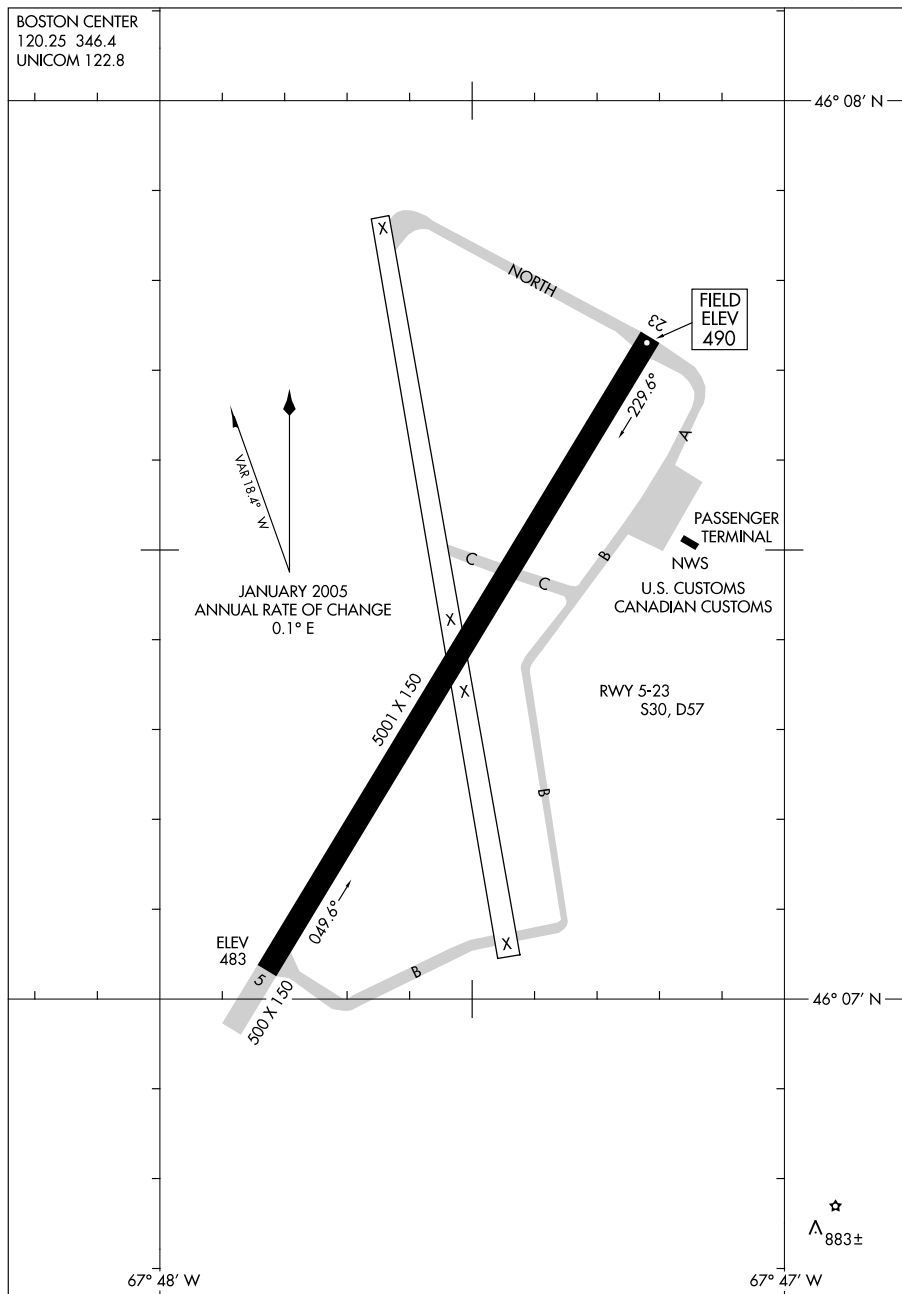 BOSTON CENTER
120.25 346.4
UNICOM 122.8
46° 08' N
X
NORTH
23
FIELD
ELEV
490
229.6°
A
VAR 18.4° W
PASSENGER
TERMINAL
NWS
U.S. CUSTOMS
CANADIAN CUSTOMS
B
C
C
JANUARY 2005
ANNUAL RATE OF CHANGE
0.1° E
X
X
RWY 5-23
S30, D57
5001 X 150
B
049.6°
ELEV
483
X
B
5
500 X 150
46° 07' N
883±
67° 48' W
67° 47' W